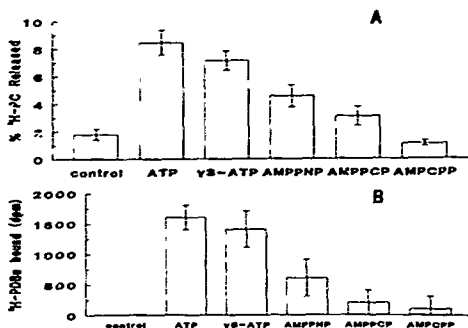 A
% ³H-PC Released
10
8
6
4
2
0
control ATP γS-ATP AMPPNP AMPPCP AMPCPP
B
³H-PDBu bound (dpm)
2000
1500
500
0
control ATP γS-ATP AMPPNP AMPPCP AMPCPP